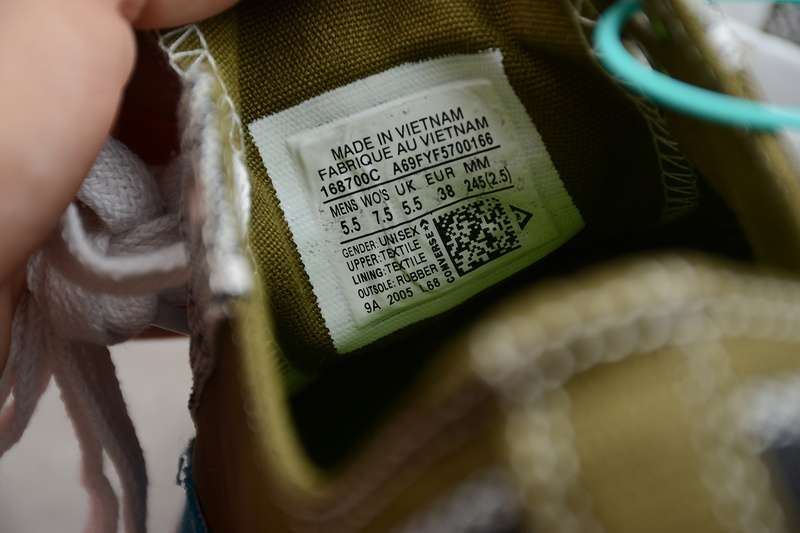 MADE IN VIETNAM
FABRIQUE AU VIETNAM
168700C A69FYF5700166
MENS WO'S UK EUR MM
5.5 7.5 5.5 38 245(2.5)
GENDER: UNISEX
UPPER: TEXTILE
LINING: TEXTILE
OUTSOLE: RUBBER
9A 2005 L68
CONVERSE